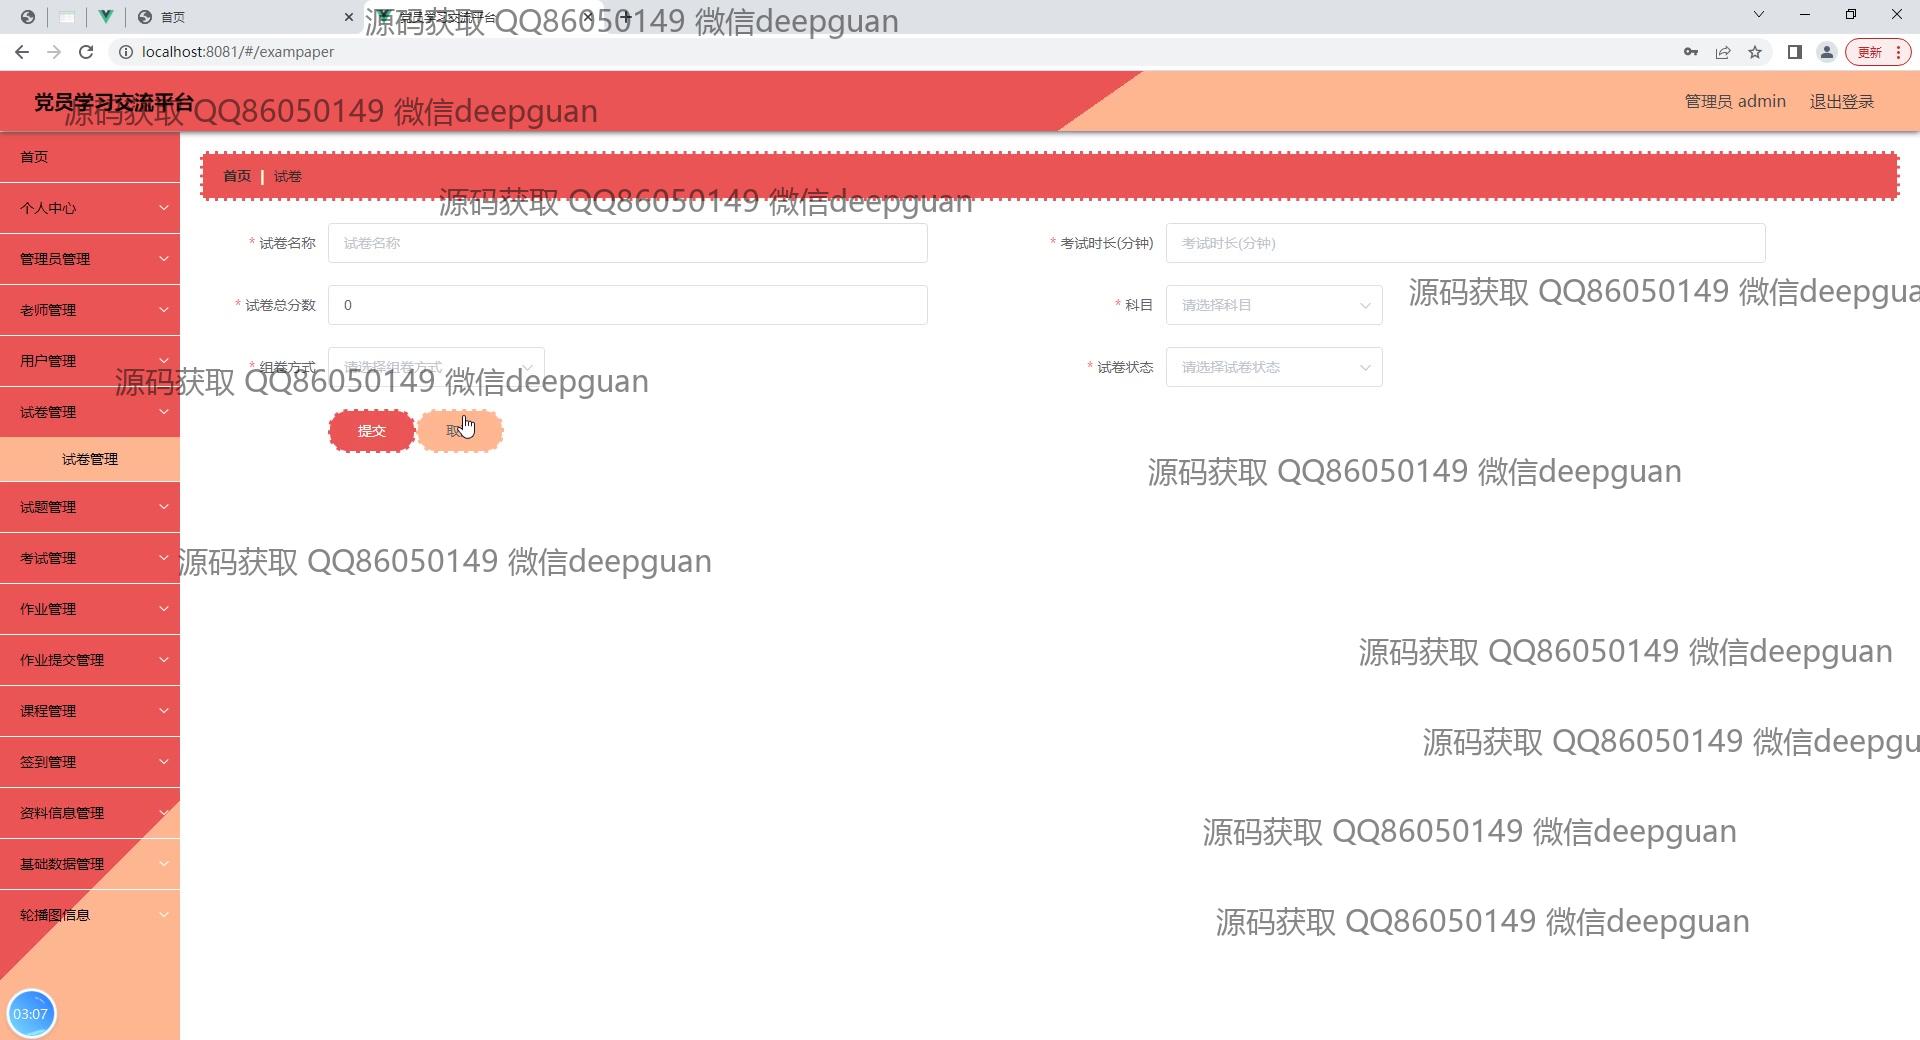 首页
党员学习交流平台
源码获取 QQ86050149 微信deepguan
localhost:8081/#/exampaper
更新
党员学习交流平台
源码获取 QQ86050149 微信deepguan
管理员 admin
退出登录
首页
个人中心
管理员管理
老师管理
用户管理
试卷管理
试卷管理
试题管理
考试管理
作业管理
作业提交管理
课程管理
签到管理
资料信息管理
基础数据管理
轮播图信息
03:07
首页 | 试卷
源码获取 QQ86050149 微信deepguan
* 试卷名称 试卷名称
* 考试时长(分钟) 考试时长(分钟)
源码获取 QQ86050149 微信deepgua
* 试卷总分数 0
* 科目 请选择科目
* 组卷方式 请选择组卷方式
* 试卷状态 请选择试卷状态
源码获取 QQ86050149 微信deepguan
提交
取
源码获取 QQ86050149 微信deepguan
源码获取 QQ86050149 微信deepguan
源码获取 QQ86050149 微信deepguan
源码获取 QQ86050149 微信deepgu
源码获取 QQ86050149 微信deepguan
源码获取 QQ86050149 微信deepguan